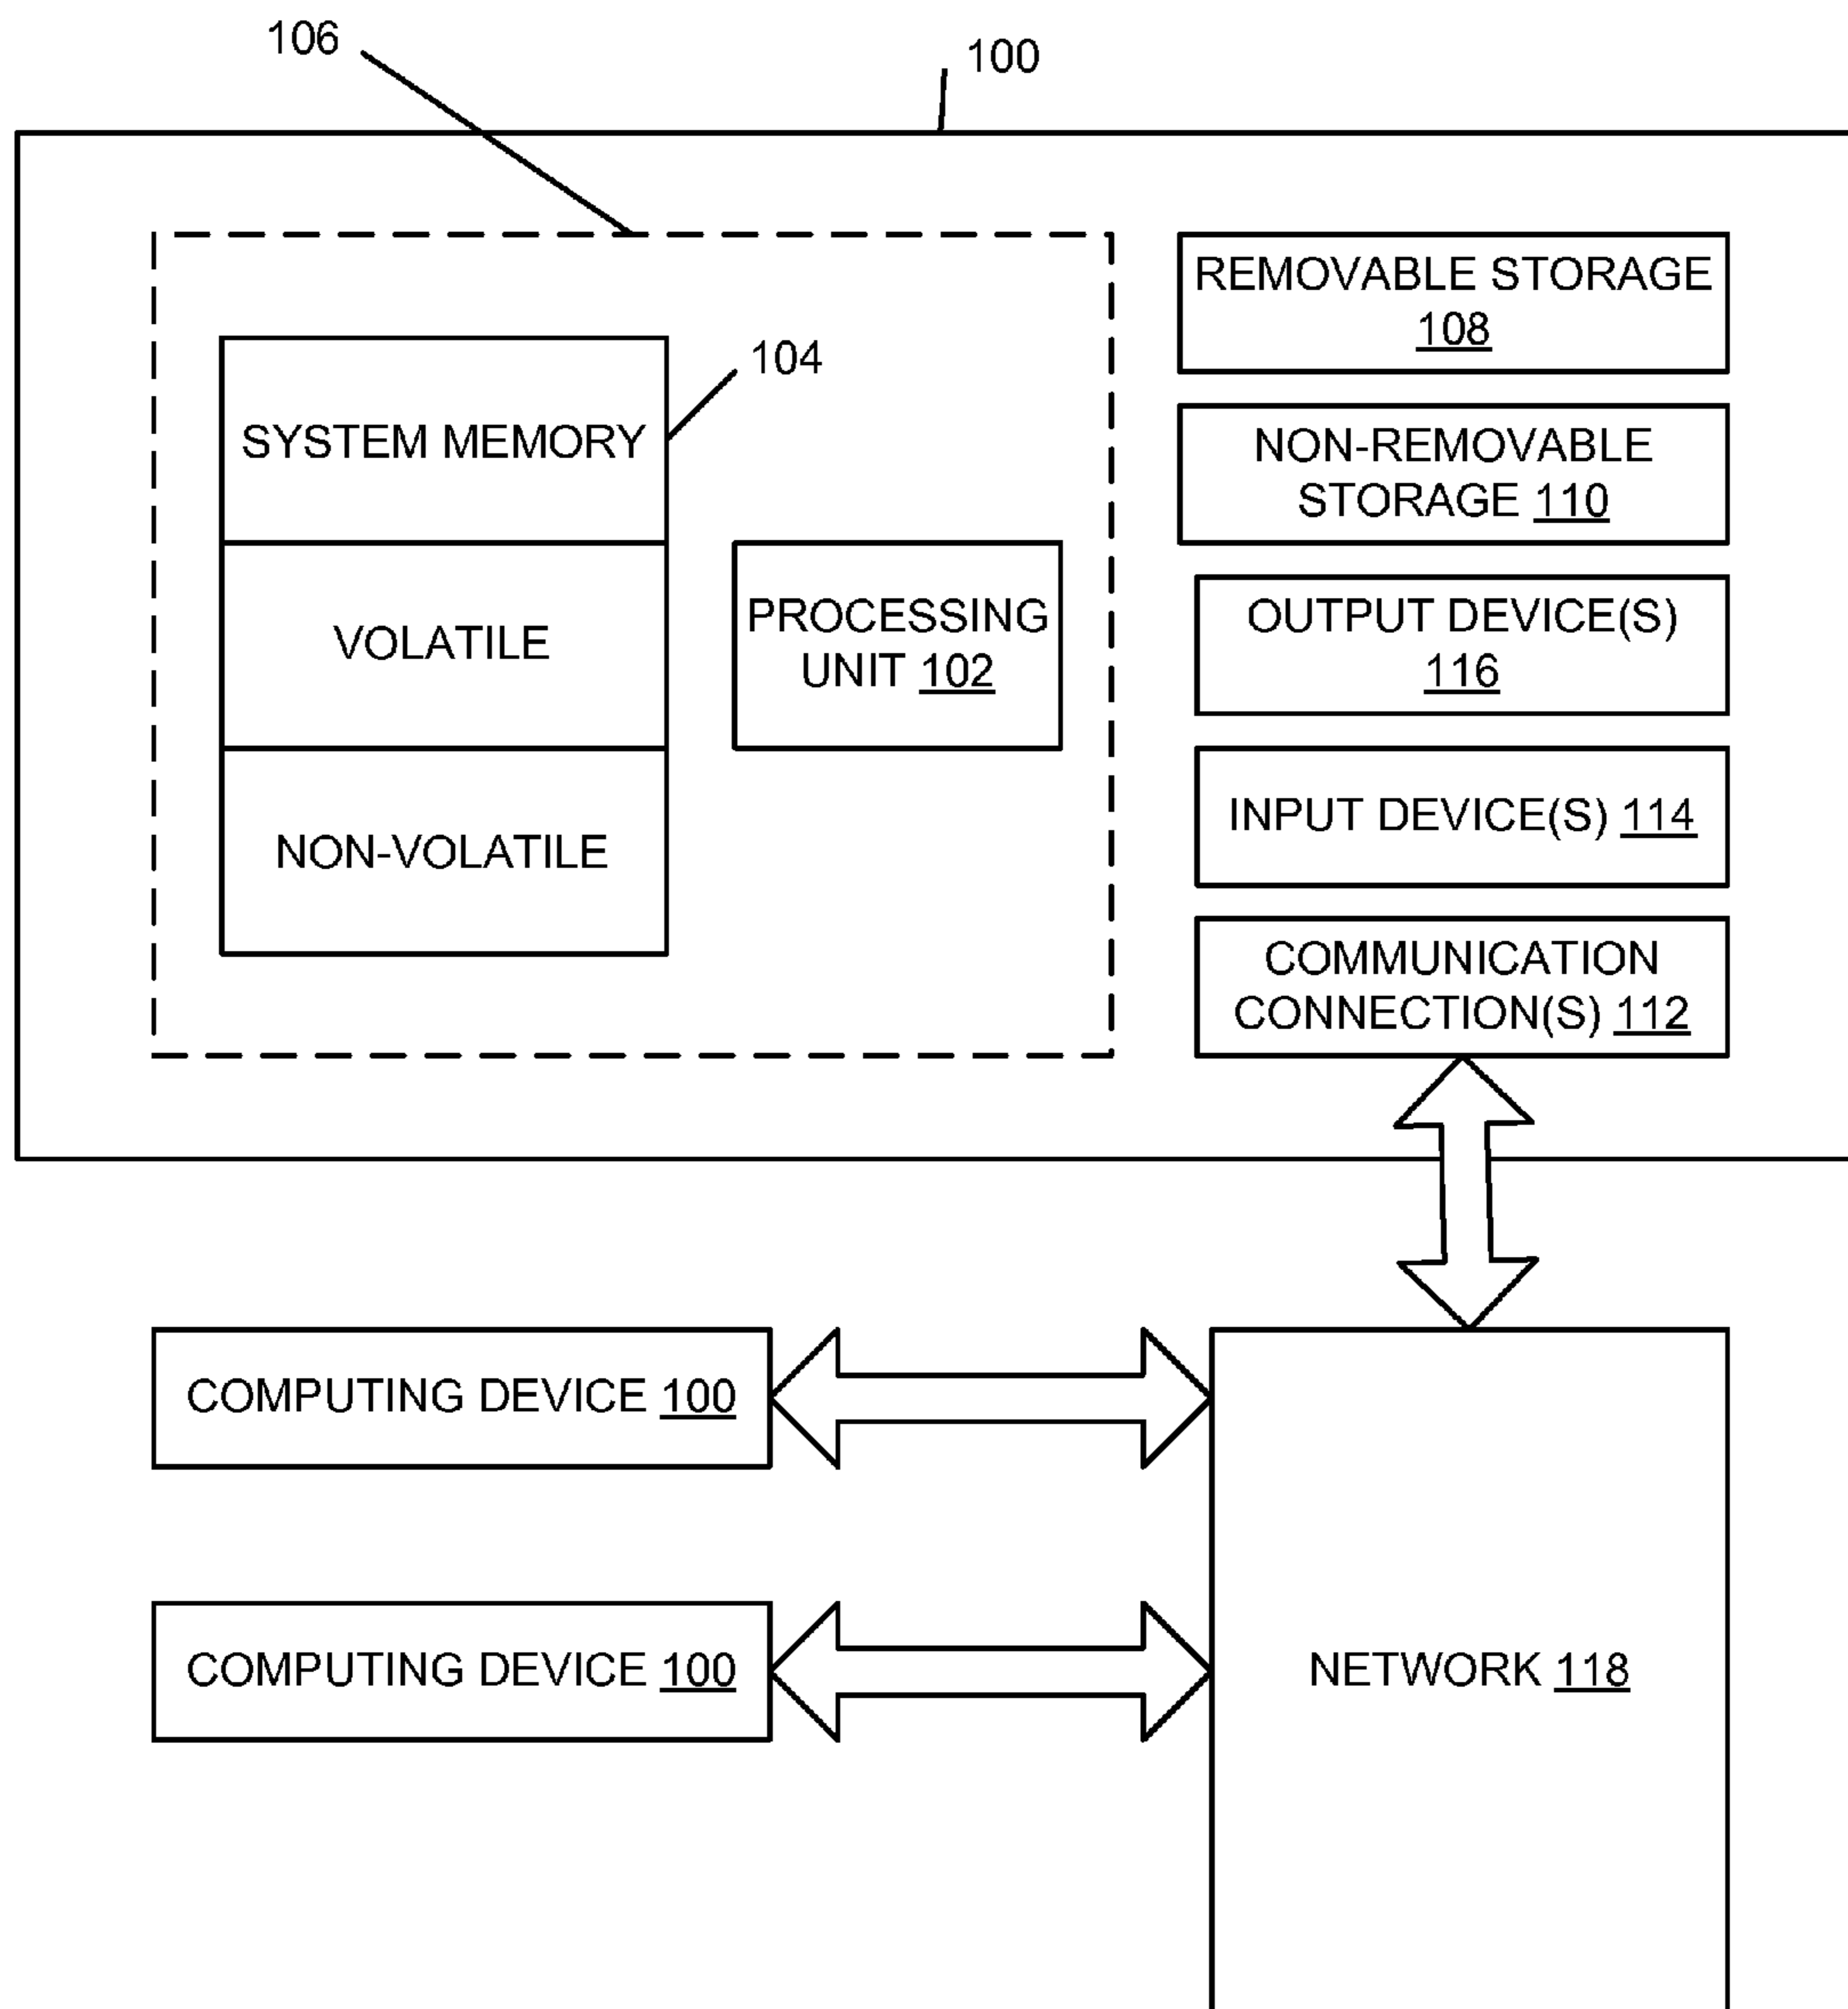 106
100
REMOVABLE STORAGE
108
104
SYSTEM MEMORY
NON-REMOVABLE
STORAGE 110
VOLATILE
PROCESSING
UNIT 102
OUTPUT DEVICE(S)
116
NON-VOLATILE
INPUT DEVICE(S) 114
COMMUNICATION
CONNECTION(S) 112
COMPUTING DEVICE 100
COMPUTING DEVICE 100
NETWORK 118